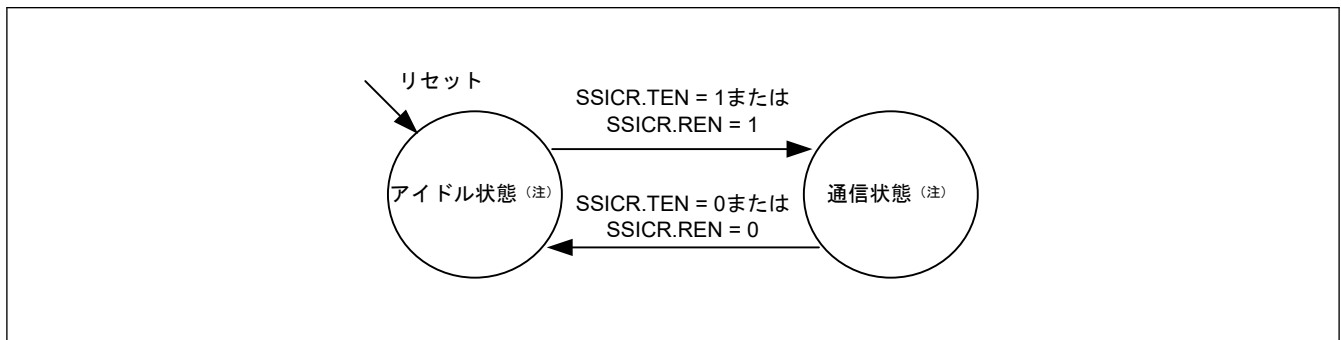 リセット
SSICR.TEN = 1または
SSICR.REN = 1
アイドル状態（注）
通信状態（注）
SSICR.TEN = 0または
SSICR.REN = 0